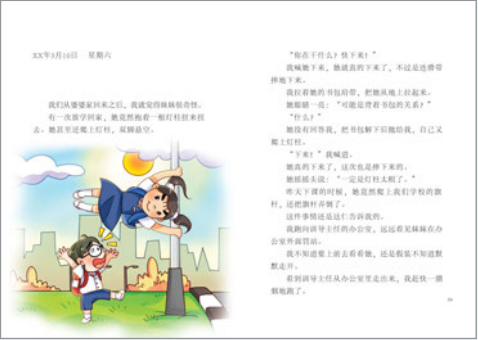 XX年3月10日　星期六
我们从婆婆家回来之后，我就觉得妹妹很奇怪。
有一次放学回家，她竟然抱着一根灯柱扭来扭
去。她甚至还爬上灯柱，双脚悬空。
“你在干什么？快下来！”
我喊她下来，她就真的下来了，不过是连滑带
摔地下来。
我拉着她的书包肩带，把她从地上拉起来。
她眼睛一亮：“可能是背着书包的关系？”
“什么？”
她没有回答我，把书包解下后抛给我，自己又
爬上灯柱。
“下来！”我喊道。
她真的下来了，这次也是摔下来的。
她摇摇头说：“一定是灯柱太粗了。”
昨天下课的时候，她竟然爬上我们学校的旗
杆，还把旗杆弄倒了。
这件事情还是达仁告诉我的。
我跑向训导主任的办公室，远远看见妹妹在办
公室外面罚站。
我不知道要上前去看看她，还是假装不知道默
默走开。
看到训导主任从办公室里走出来，我赶快一溜
烟地跑了。